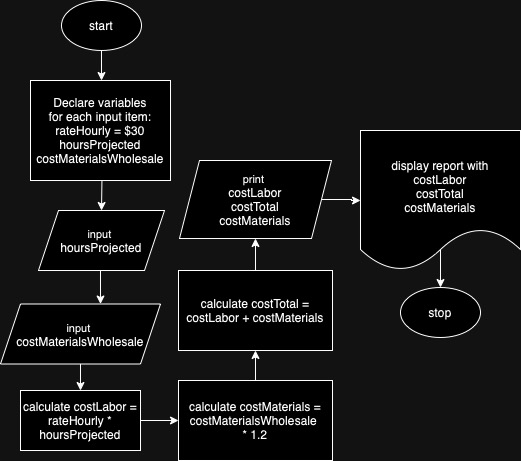 start
Declare variables
for each input item:
rateHourly = $30
hoursProjected
costMaterialsWholesale
input
hoursProjected
input
costMaterialsWholesale
calculate costLabor =
rateHourly *
hoursProjected
calculate costMaterials =
costMaterialsWholesale
* 1.2
calculate costTotal =
costLabor + costMaterials
print
costLabor
costTotal
costMaterials
display report with
costLabor
costTotal
costMaterials
stop